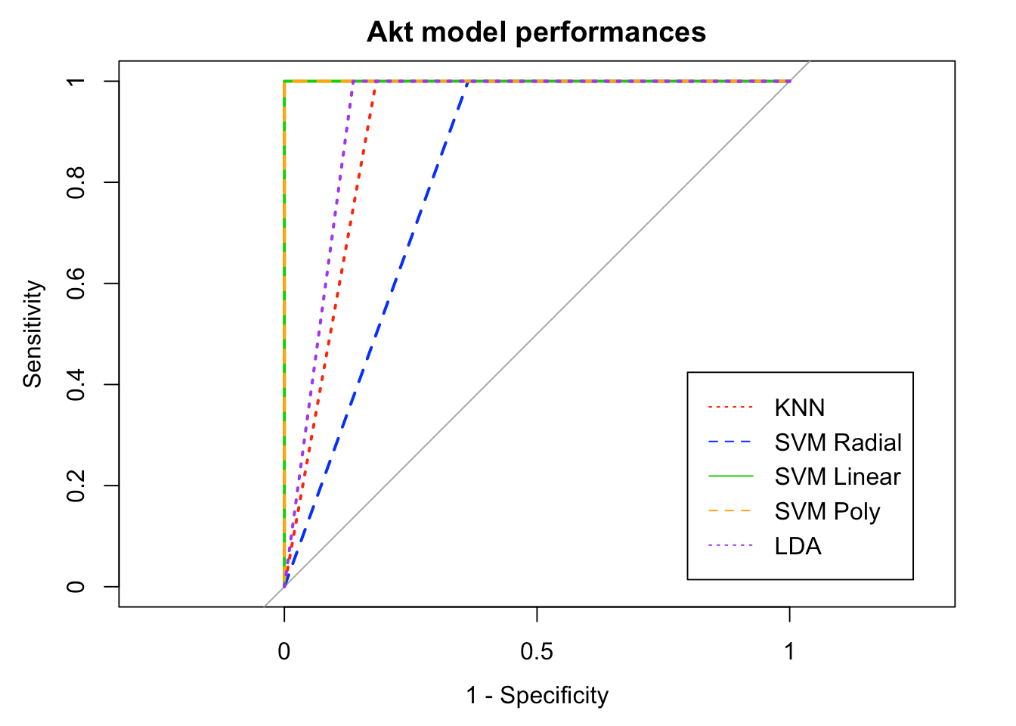 Akt model performances
Sensitivity
1
0.8
0.6
0.4
0.2
0
0 0.5 1
1 - Specificity
KNN
SVM Radial
SVM Linear
SVM Poly
LDA